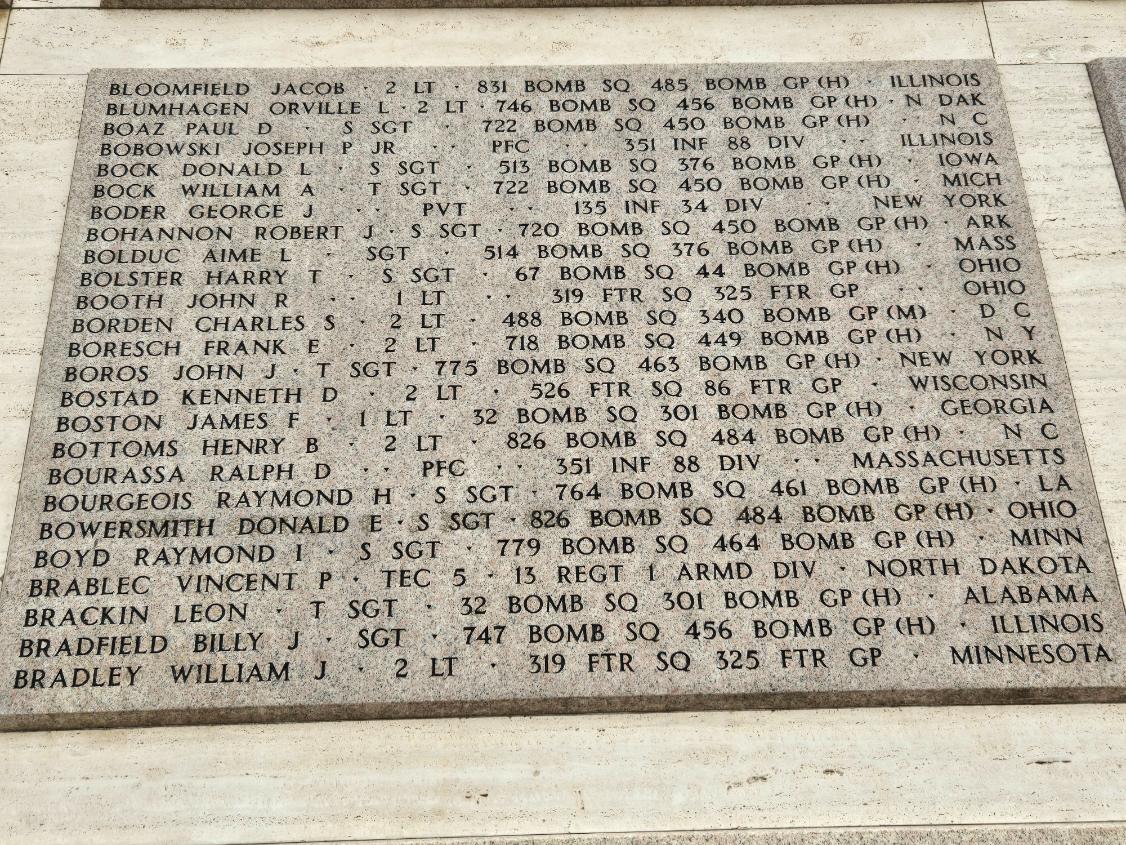 BLOOMFIELD JACOB · 2 LT · 831 BOMB SQ 485 BOMB GP (H) · ILLINOIS
BLUMHAGEN ORVILLE L · 2 LT · 746 BOMB SQ 456 BOMB GP (H) · N DAK
BOAZ PAUL D · S SGT · 722 BOMB SQ 450 BOMB GP (H) · N C
BOBOWSKI JOSEPH P JR · · PFC · · 351 INF 88 DIV · · ILLINOIS
BOCK DONALD L · S SGT · 513 BOMB SQ 376 BOMB GP (H) · IOWA
BOCK WILLIAM A · T SGT · 722 BOMB SQ 450 BOMB GP (H) · MICH
BODER GEORGE J · · PVT · · 135 INF 34 DIV · · NEW YORK
BOHANNON ROBERT J · S SGT · 720 BOMB SQ 450 BOMB GP (H) · ARK
BOLDUC AIME L · SGT · 514 BOMB SQ 376 BOMB GP (H) · MASS
BOLSTER HARRY T · S SGT · 67 BOMB SQ 44 BOMB GP (H) · OHIO
BOOTH JOHN R · · 1 LT · · 319 FTR SQ 325 FTR GP · · OHIO
BORDEN CHARLES S · 2 LT · 488 BOMB SQ 340 BOMB GP (M) · D C
BORESCH FRANK E · 2 LT · 718 BOMB SQ 449 BOMB GP (H) · N Y
BOROS JOHN J · T SGT · 775 BOMB SQ 463 BOMB GP (H) · NEW YORK
BOSTAD KENNETH D · 2 LT · 526 FTR SQ 86 FTR GP · WISCONSIN
BOSTON JAMES F · 1 LT · 32 BOMB SQ 301 BOMB GP (H) · GEORGIA
BOTTOMS HENRY B · 2 LT · 826 BOMB SQ 484 BOMB GP (H) · N C
BOURASSA RALPH D · · PFC · · 351 INF 88 DIV · · MASSACHUSETTS
BOURGEOIS RAYMOND H · S SGT · 764 BOMB SQ 461 BOMB GP (H) · LA
BOWERSMITH DONALD E · S SGT · 826 BOMB SQ 484 BOMB GP (H) · OHIO
BOYD RAYMOND I · S SGT · 779 BOMB SQ 464 BOMB GP (H) · MINN
BRABLEC VINCENT P · TEC 5 · 13 REGT 1 ARMD DIV · NORTH DAKOTA
BRACKIN LEON · T SGT · 32 BOMB SQ 301 BOMB GP (H) · ALABAMA
BRADFIELD BILLY J · SGT · 747 BOMB SQ 456 BOMB GP (H) · ILLINOIS
BRADLEY WILLIAM J · 2 LT · 319 FTR SQ 325 FTR GP · MINNESOTA